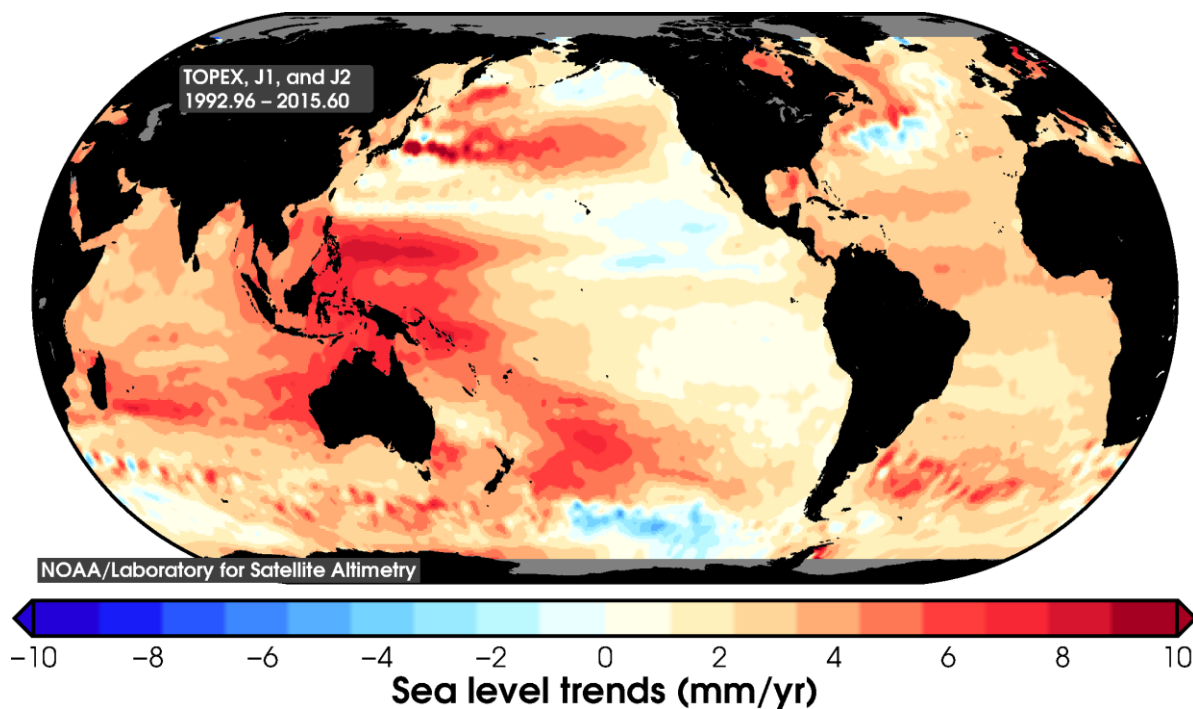 TOPEX, J1, and J2
1992.96 – 2015.60
NOAA/Laboratory for Satellite Altimetry
−10 −8 −6 −4 −2 0 2 4 6 8 10
Sea level trends (mm/yr)